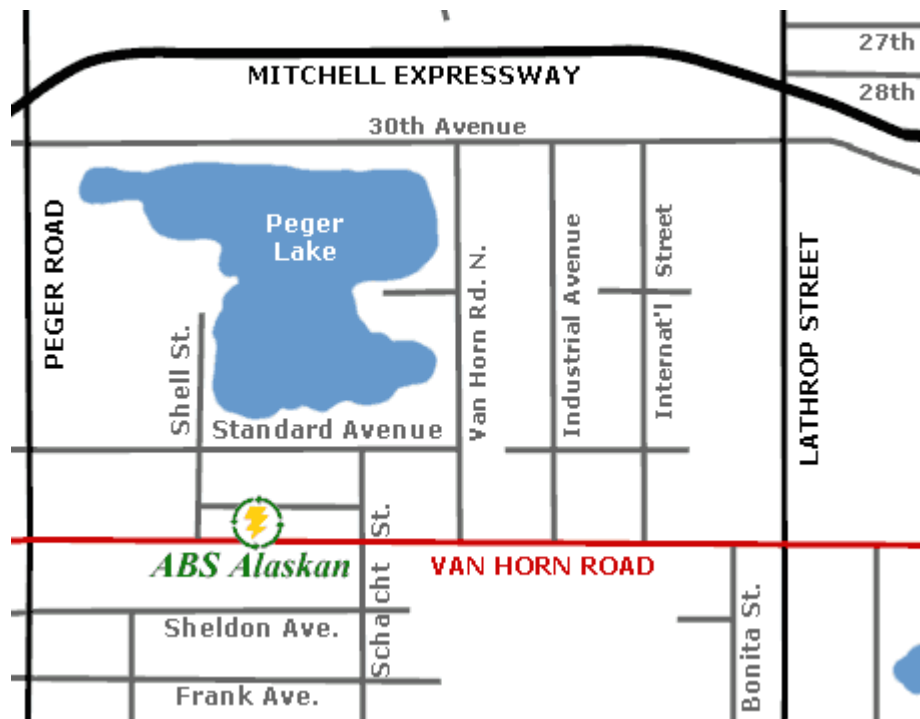 27th
MITCHELL EXPRESSWAY
28th
30th Avenue
PEGER ROAD
Peger
Lake
Van Horn Rd. N.
Industrial Avenue
Internat'l Street
LATHROP STREET
Shell St.
Standard Avenue
ABS Alaskan
VAN HORN ROAD
Schacht St.
Sheldon Ave.
Bonita St.
Frank Ave.